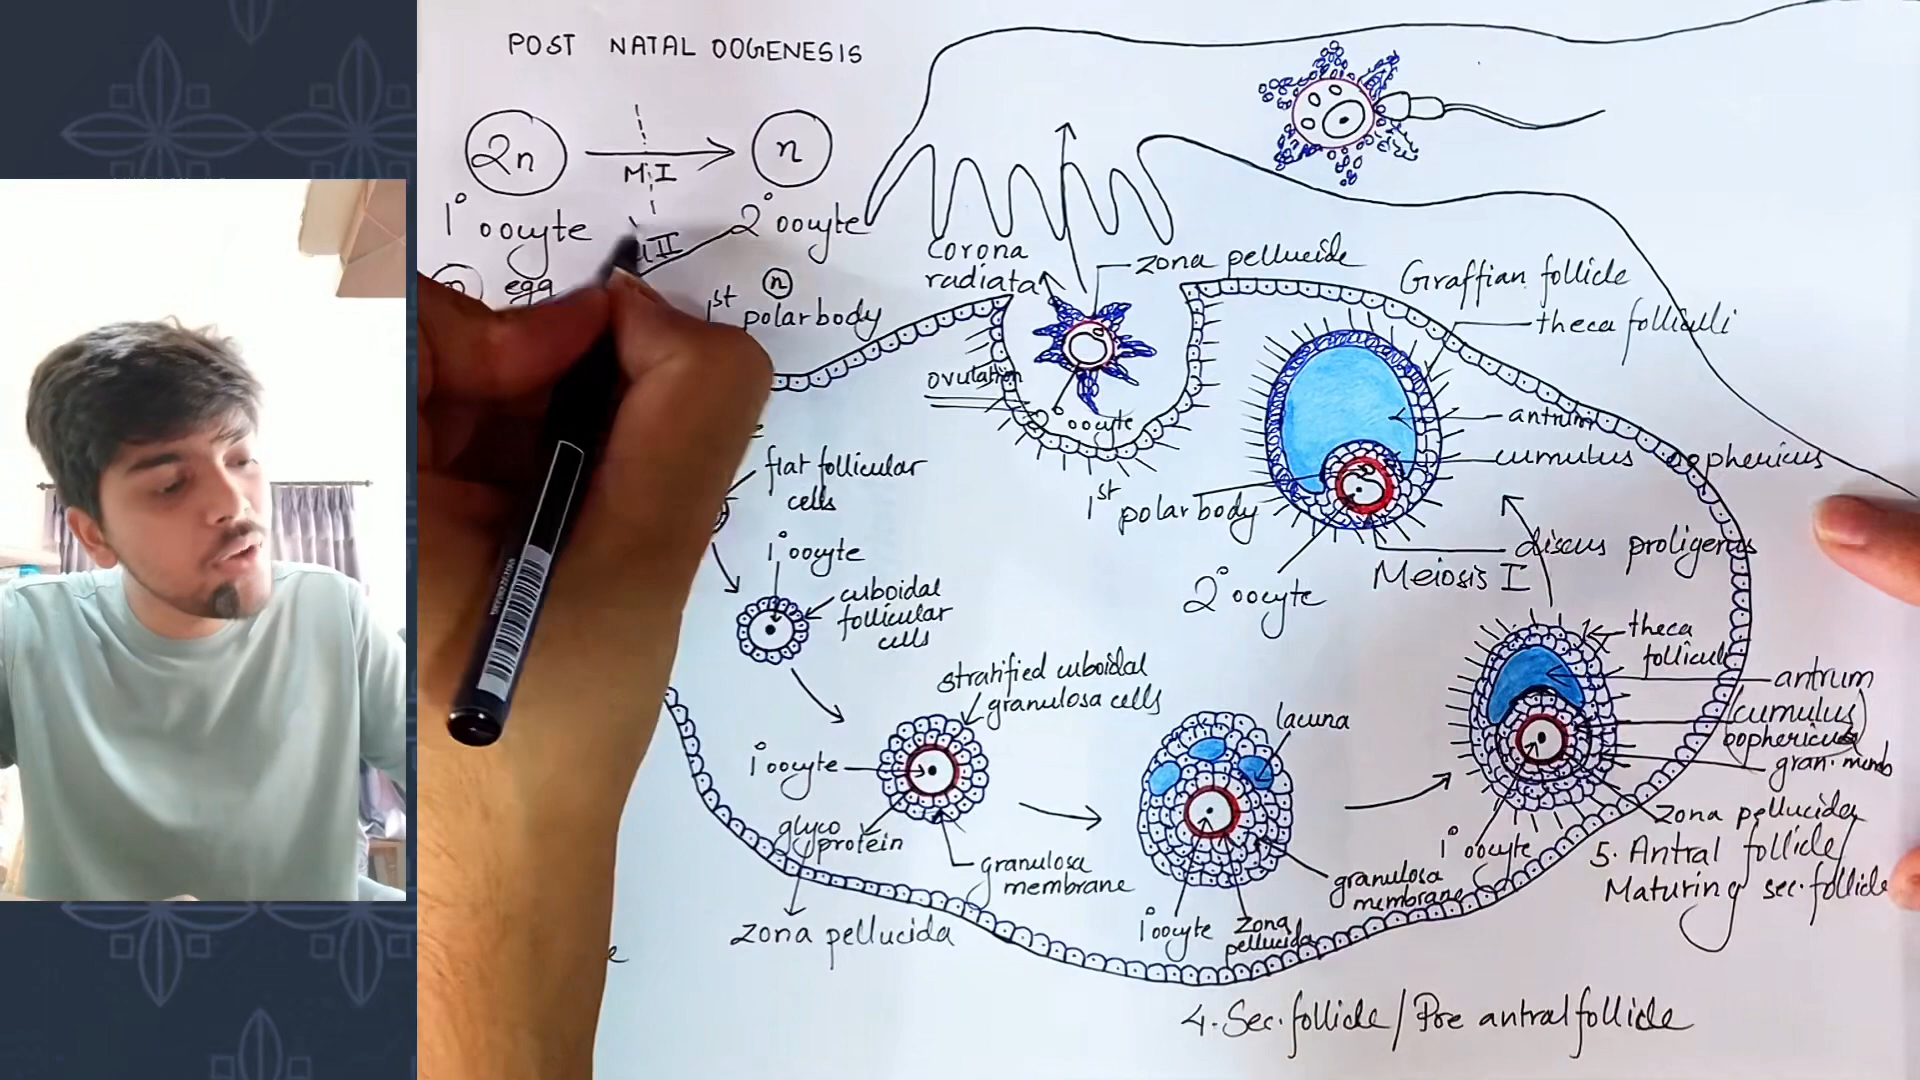 POST NATAL OOGENESIS
2n
M I
n
1° oocyte
2° oocyte
II
egg
n
1st polar body
corona
radiata
zona pellucide
Graffian follicle
theca folliculi
ovulation
2° oocyte
antrum
cumulus oophericus
1st polar body
discus proligerus
Meiosis I
2° oocyte
flat follicular
cells
1° oocyte
cuboidal
follicular
cells
stratified cuboidal
granulosa cells
1° oocyte
glyco
protein
granulosa
membrane
zona pellucida
lacuna
granulosa
membrane
1° oocyte
zona
pellucida
theca
folliculi
antrum
(cumulus
oophericus)
gran. memb
zona pellucida
1° oocyte
5. Antral follicle/
Maturing sec. follicle
4. Sec. follicle / Pre antral follicle